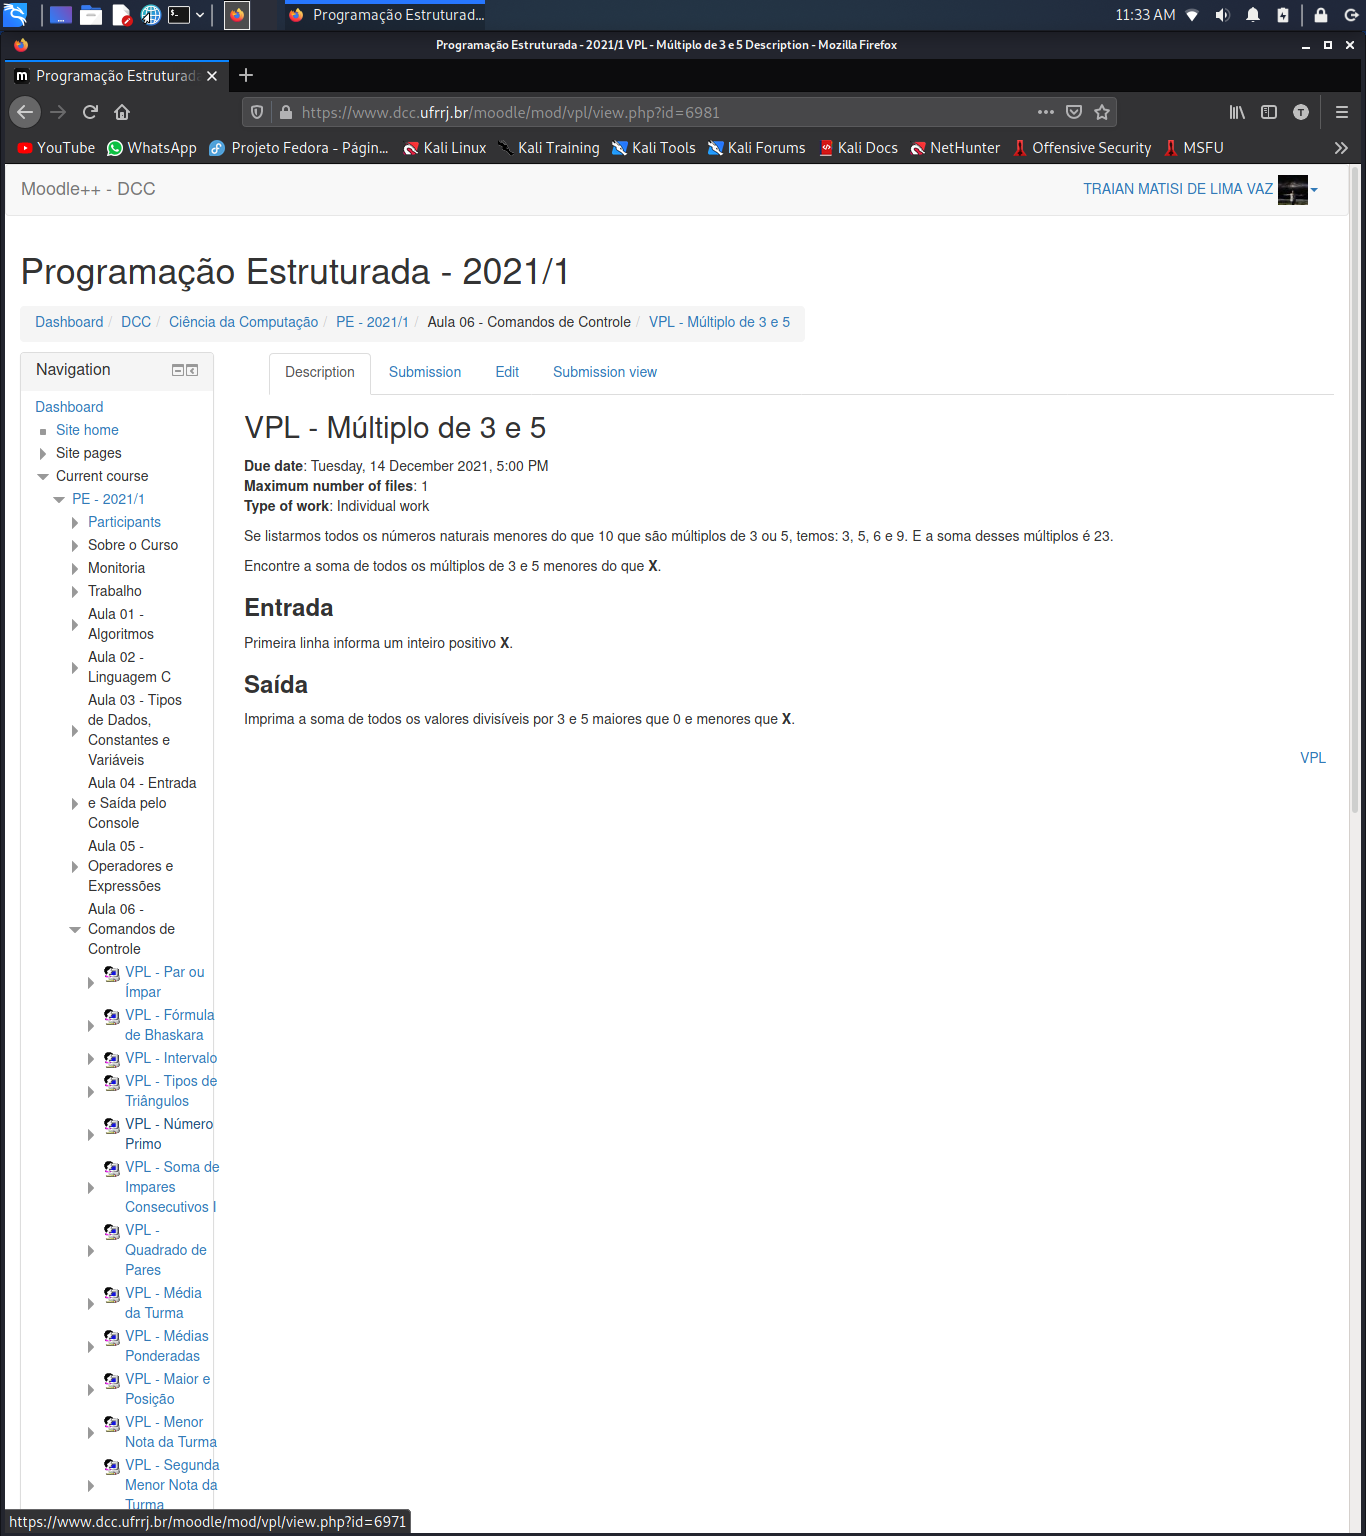 Programação Estruturad...
11:33 AM
Programação Estruturada - 2021/1 VPL - Múltiplo de 3 e 5 Description - Mozilla Firefox
Programação Estruturada
https://www.dcc.ufrrj.br/moodle/mod/vpl/view.php?id=6981
YouTube WhatsApp Projeto Fedora - Págin... Kali Linux Kali Training Kali Tools Kali Forums Kali Docs NetHunter Offensive Security MSFU
Moodle++ - DCC
TRAIAN MATISI DE LIMA VAZ
Programação Estruturada - 2021/1
Dashboard / DCC / Ciência da Computação / PE - 2021/1 / Aula 06 - Comandos de Controle / VPL - Múltiplo de 3 e 5
Navigation
Dashboard
Site home
Site pages
Current course
PE - 2021/1
Participants
Sobre o Curso
Monitoria
Trabalho
Aula 01 -
Algoritmos
Aula 02 -
Linguagem C
Aula 03 - Tipos
de Dados,
Constantes e
Variáveis
Aula 04 - Entrada
e Saída pelo
Console
Aula 05 -
Operadores e
Expressões
Aula 06 -
Comandos de
Controle
VPL - Par ou
Ímpar
VPL - Fórmula
de Bhaskara
VPL - Intervalo
VPL - Tipos de
Triângulos
VPL - Número
Primo
VPL - Soma de
Impares
Consecutivos I
VPL -
Quadrado de
Pares
VPL - Média
da Turma
VPL - Médias
Ponderadas
VPL - Maior e
Posição
VPL - Menor
Nota da Turma
VPL - Segunda
Menor Nota da
Turma
Description Submission Edit Submission view
VPL - Múltiplo de 3 e 5
Due date: Tuesday, 14 December 2021, 5:00 PM
Maximum number of files: 1
Type of work: Individual work
Se listarmos todos os números naturais menores do que 10 que são múltiplos de 3 ou 5, temos: 3, 5, 6 e 9. E a soma desses múltiplos é 23.
Encontre a soma de todos os múltiplos de 3 e 5 menores do que X.
Entrada
Primeira linha informa um inteiro positivo X.
Saída
Imprima a soma de todos os valores divisíveis por 3 e 5 maiores que 0 e menores que X.
VPL
https://www.dcc.ufrrj.br/moodle/mod/vpl/view.php?id=6971